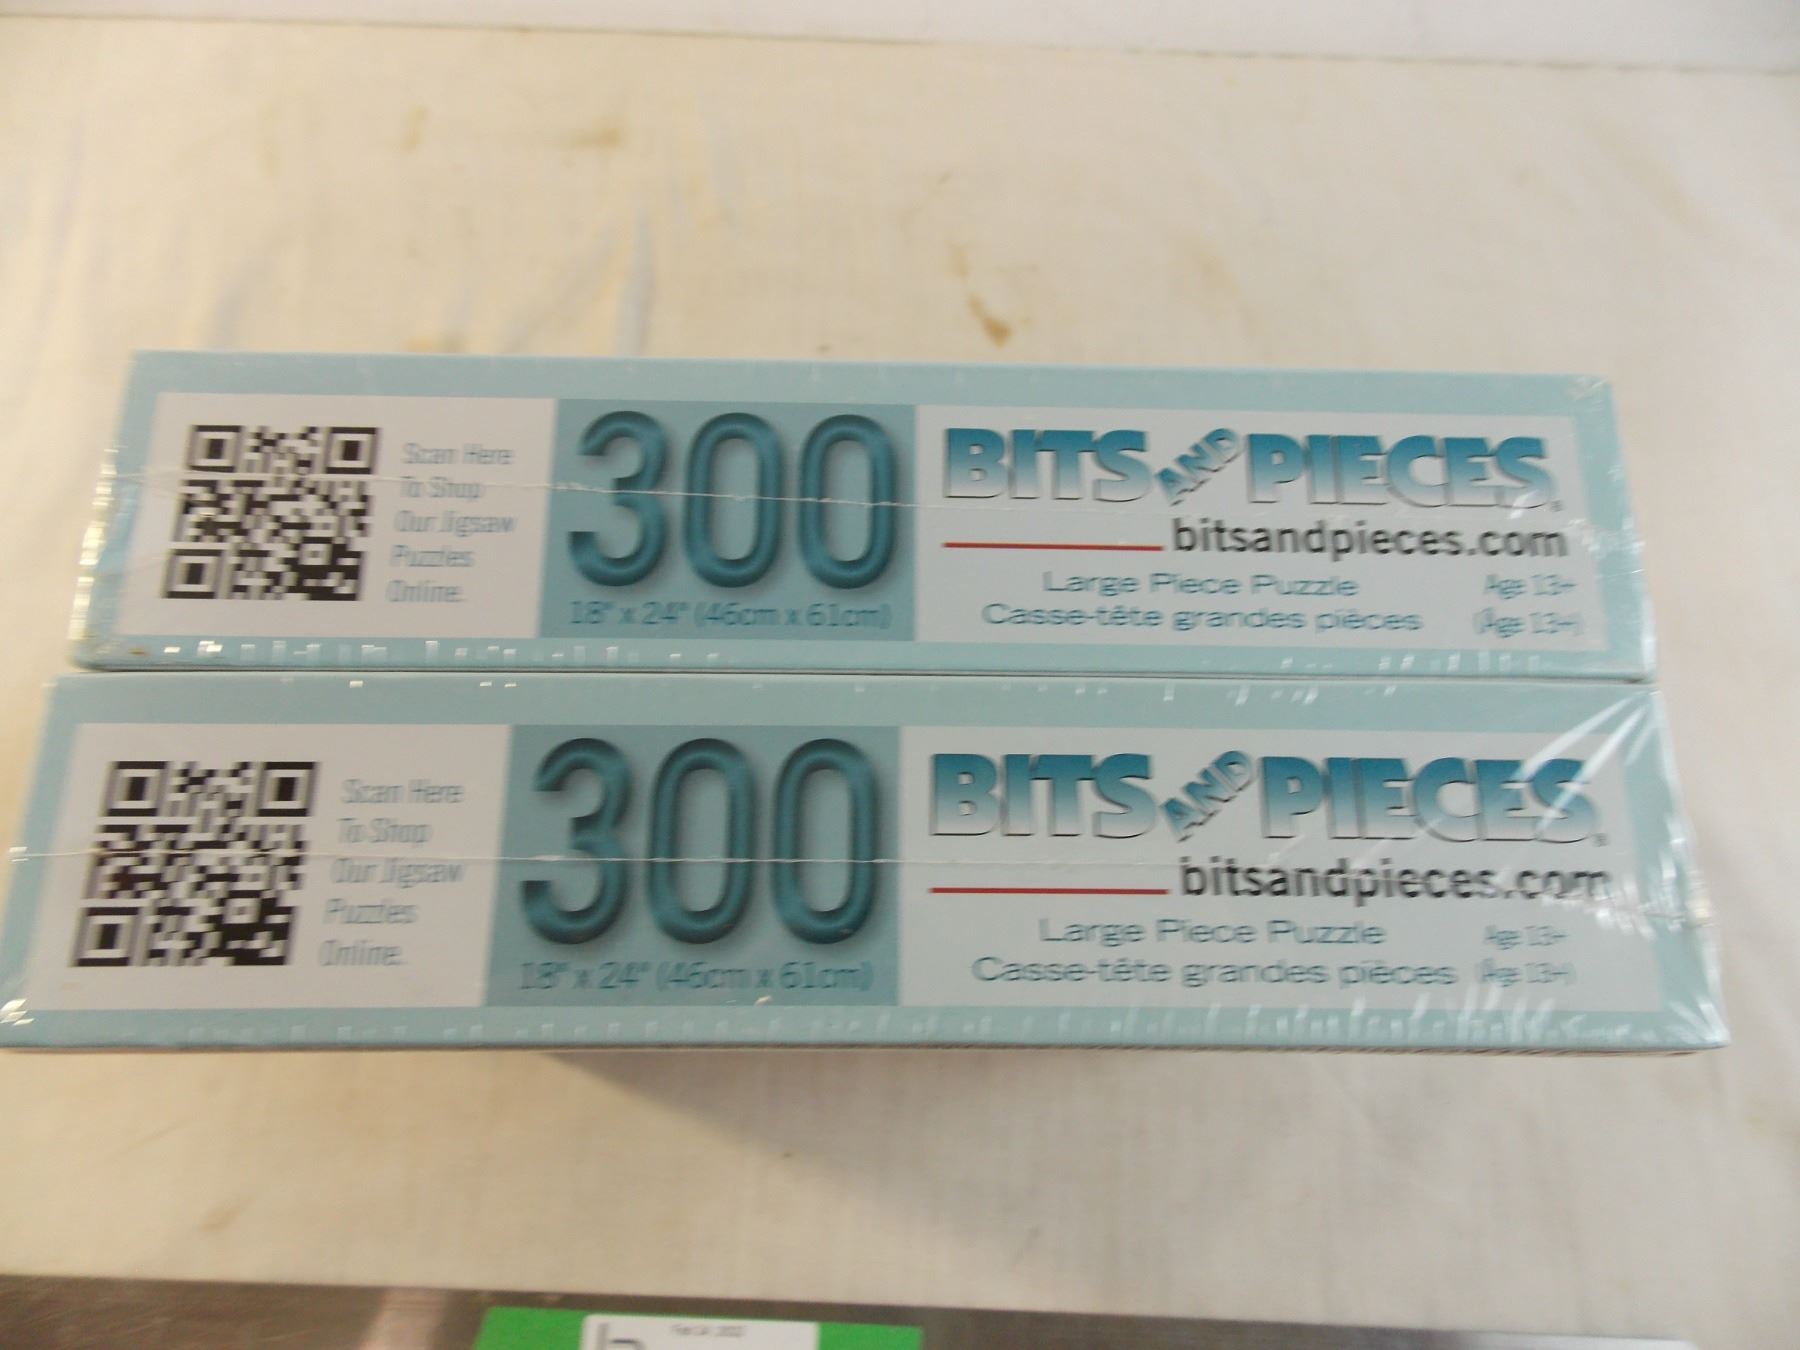 Scan Here
To Shop
Our Jigsaw
Puzzles
Online.
300
18" x 24" (46cm x 61cm)
BITS AND PIECES®
bitsandpieces.com
Large Piece Puzzle Age 13+
Casse-tête grandes pièces (Âge 13+)
Scan Here
To Shop
Our Jigsaw
Puzzles
Online.
300
18" x 24" (46cm x 61cm)
BITS AND PIECES®
bitsandpieces.com
Large Piece Puzzle Age 13+
Casse-tête grandes pièces (Âge 13+)